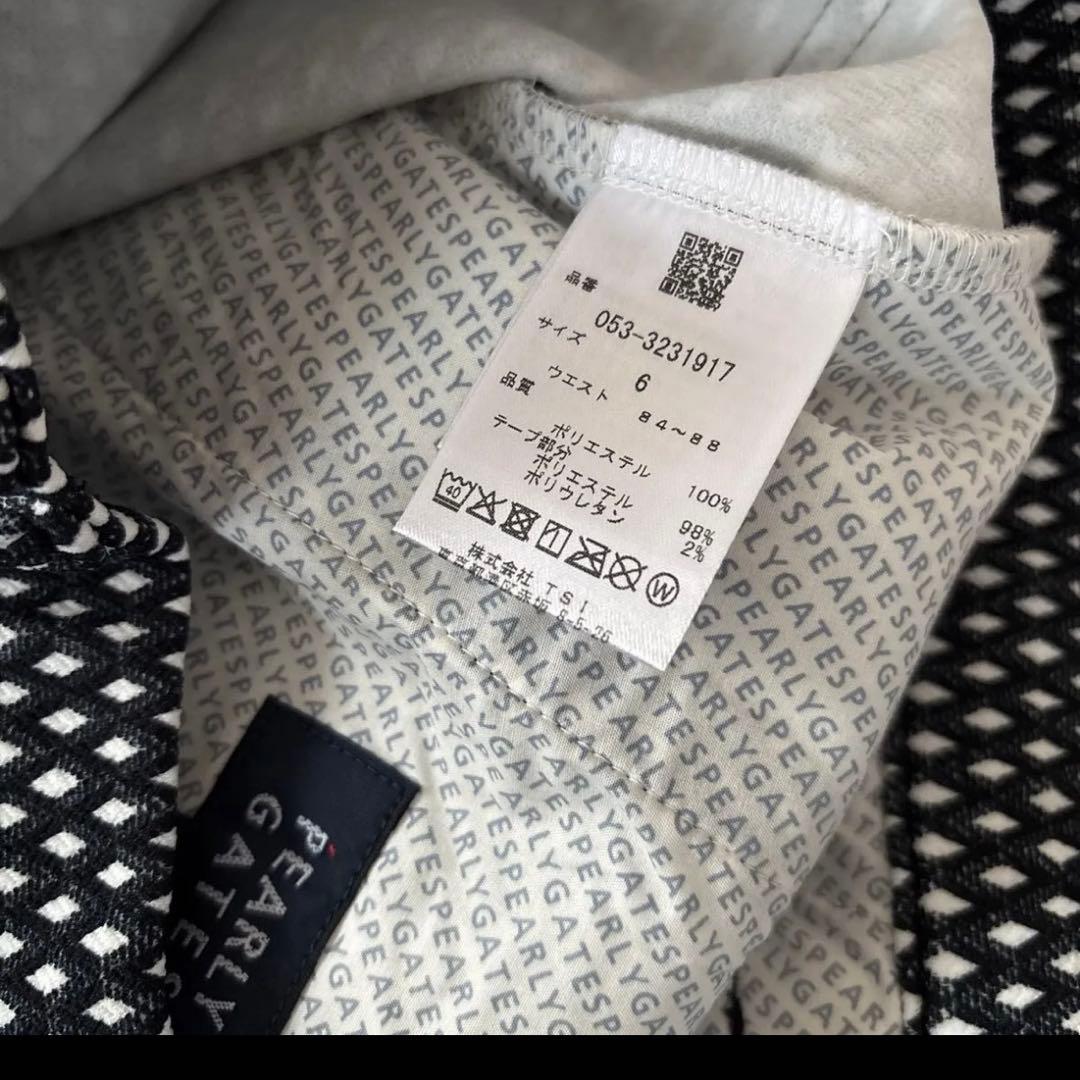 品番
053-3231917
サイズ
6
ウエスト
84~88
品質
ポリエステル 100%
テープ部分
ポリエステル 98%
ポリウレタン 2%
40
W
株式会社 TSI
PEARLY
GATES
PEARLYGATESPEARLYGATESPEARLYGATES